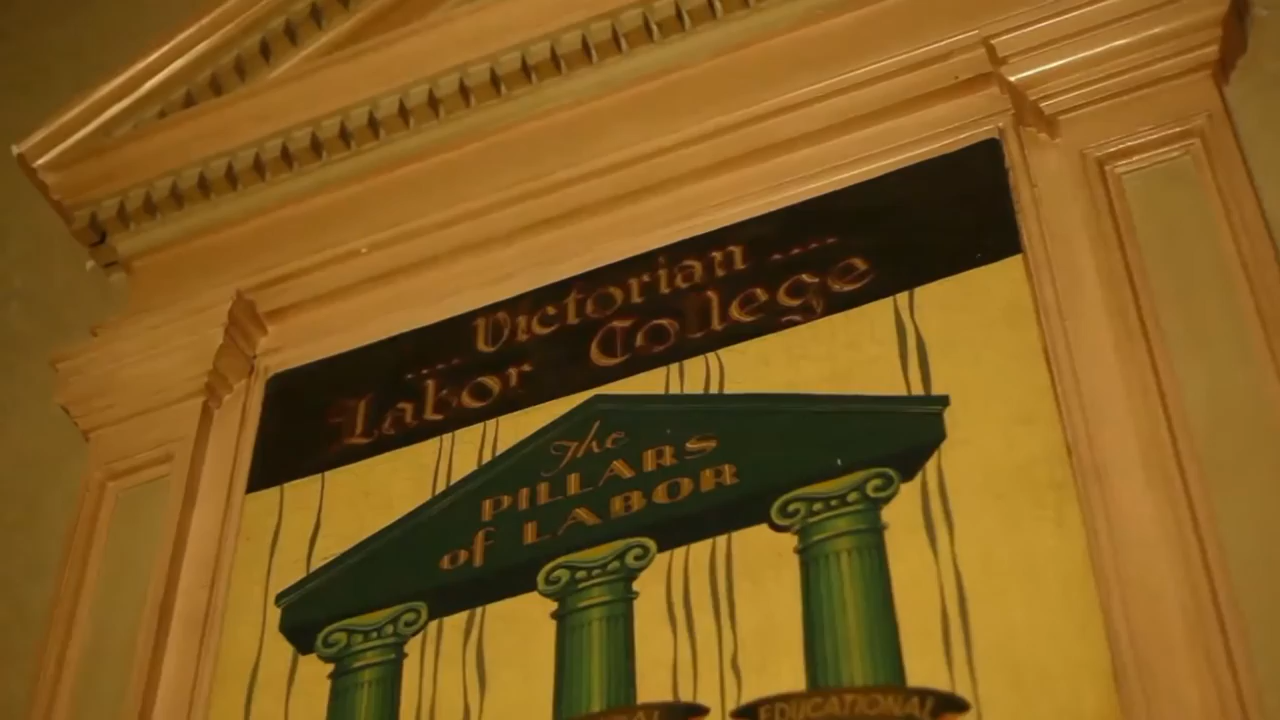 ... Victorian ....
Labor College
The
PILLARS
of LABOR
EDUCATIONAL